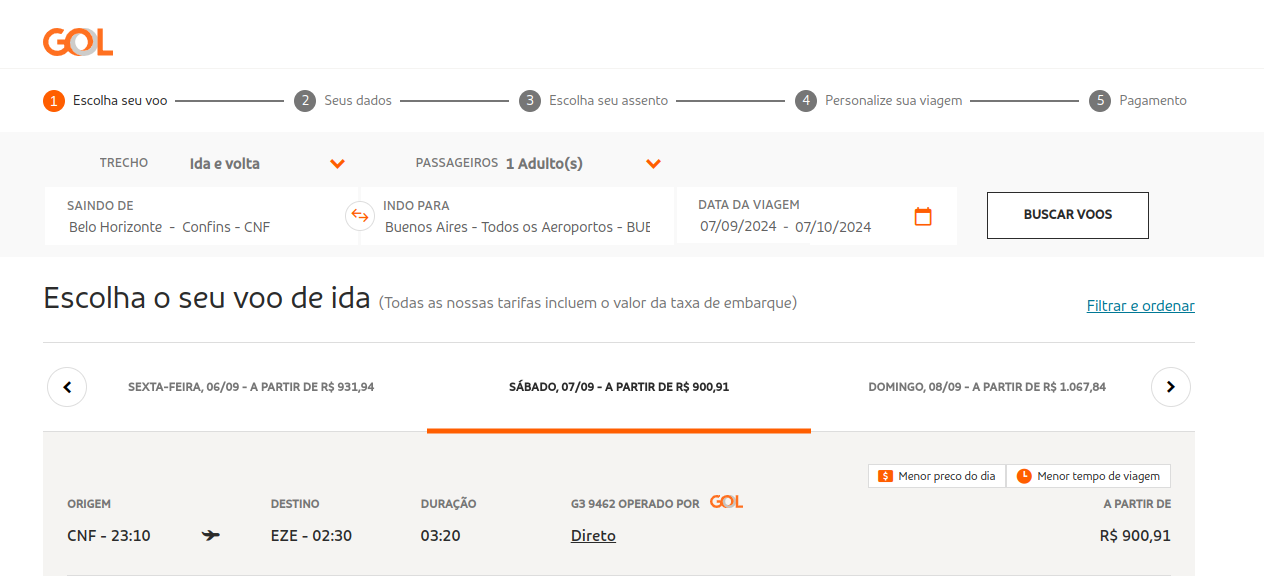 GOL
1 Escolha seu voo 2 Seus dados 3 Escolha seu assento 4 Personalize sua viagem 5 Pagamento
TRECHO Ida e volta PASSAGEIROS 1 Adulto(s)
SAINDO DE INDO PARA DATA DA VIAGEM
Belo Horizonte - Confins - CNF Buenos Aires - Todos os Aeroportos - BUE 07/09/2024 - 07/10/2024
BUSCAR VOOS
Escolha o seu voo de ida (Todas as nossas tarifas incluem o valor da taxa de embarque)
Filtrar e ordenar
SEXTA-FEIRA, 06/09 - A PARTIR DE R$ 931,94 SÁBADO, 07/09 - A PARTIR DE R$ 900,91 DOMINGO, 08/09 - A PARTIR DE R$ 1.067,84
$ Menor preco do dia Menor tempo de viagem
ORIGEM DESTINO DURAÇÃO G3 9462 OPERADO POR GOL A PARTIR DE
CNF - 23:10 EZE - 02:30 03:20 Direto R$ 900,91